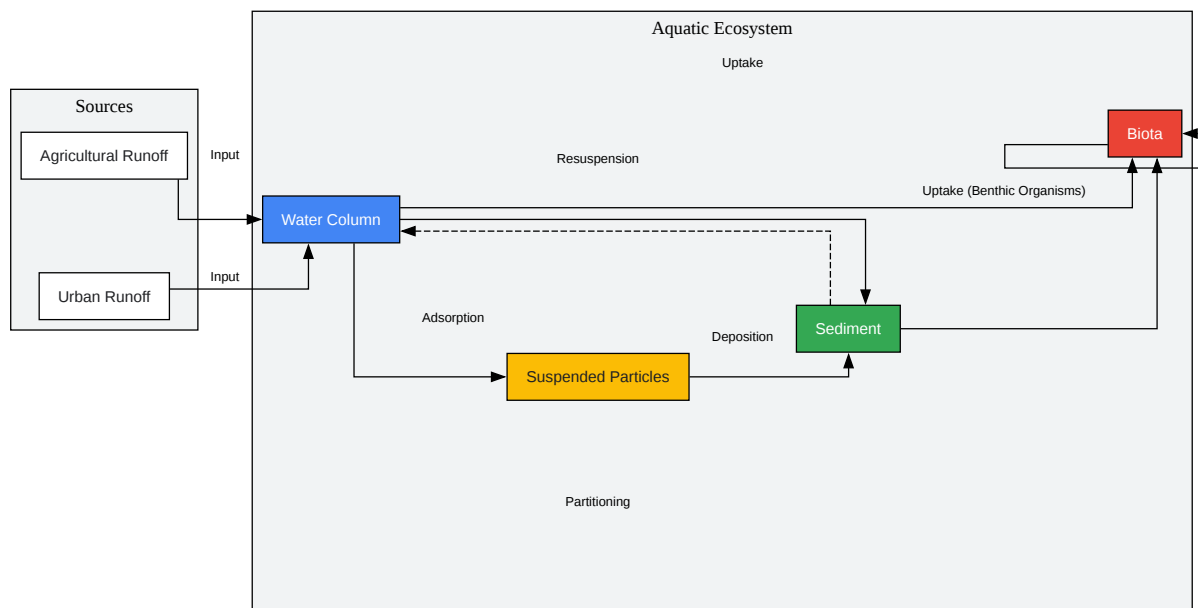 Aquatic Ecosystem
Uptake
Sources
Biota
Agricultural Runoff
Input
Resuspension
Uptake (Benthic Organisms)
Water Column
Input
Urban Runoff
Adsorption
Sediment
Deposition
Suspended Particles
Partitioning